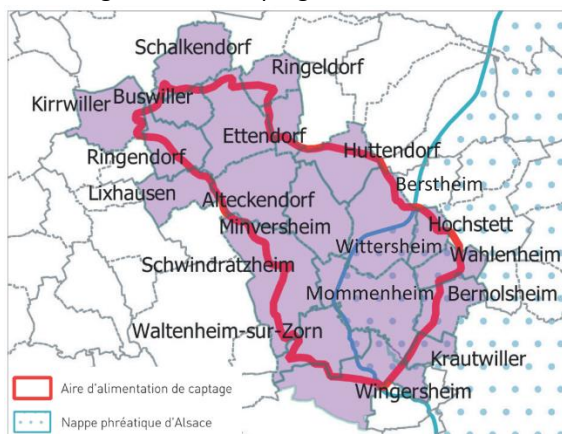 Schalkendorf
Ringeldorf
Kirrwiller
Buswiller
Ettendorf
Huttendorf
Ringendorf
Berstheim
Lixhausen
Alteckendorf
Hochstett
Minversheim
Wittersheim
Wahlenheim
Schwindratzheim
Mommenheim
Bernolsheim
Waltenheim-sur-Zorn
Krautwiller
Wingersheim
Aire d'alimentation de captage
Nappe phréatique d'Alsace